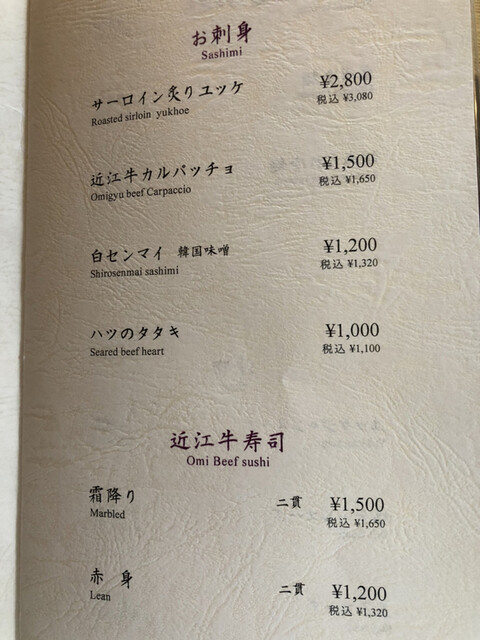 お刺身
Sashimi
サーロイン炙りユッケ ¥2,800
Roasted sirloin yukhoe 税込 ¥3,080
近江牛カルパッチョ ¥1,500
Omigyu beef Carpaccio 税込 ¥1,650
白センマイ 韓国味噌 ¥1,200
Shirosenmai sashimi 税込 ¥1,320
ハツのタタキ ¥1,000
Seared beef heart 税込 ¥1,100
近江牛寿司
Omi Beef sushi
霜降り 二貫 ¥1,500
Marbled 税込 ¥1,650
赤 身 二貫 ¥1,200
Lean 税込 ¥1,320